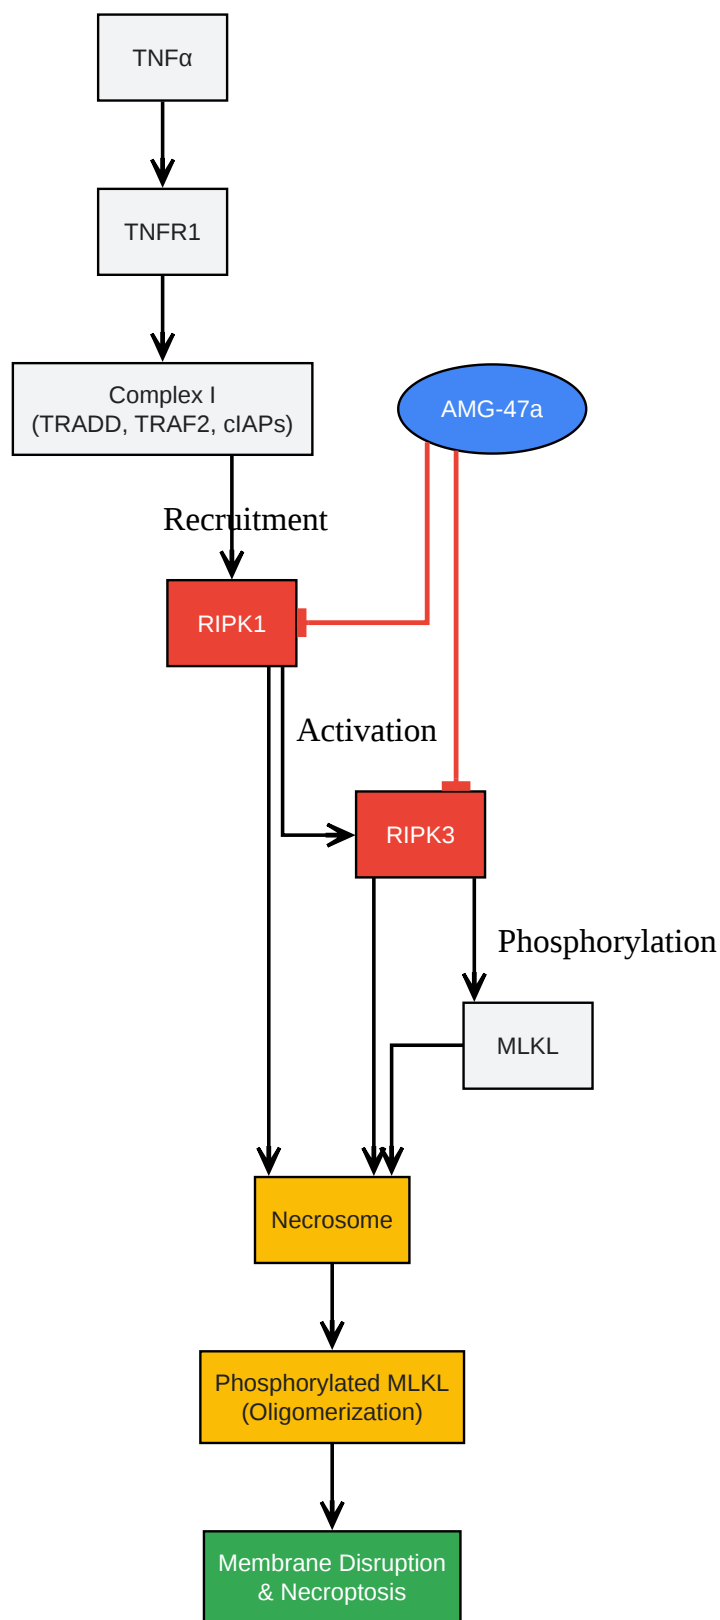 TNFα
TNFR1
Complex I
(TRADD, TRAF2, cIAPs)
AMG-47a
Recruitment
RIPK1
Activation
RIPK3
Phosphorylation
MLKL
Necrosome
Phosphorylated MLKL
(Oligomerization)
Membrane Disruption
& Necroptosis